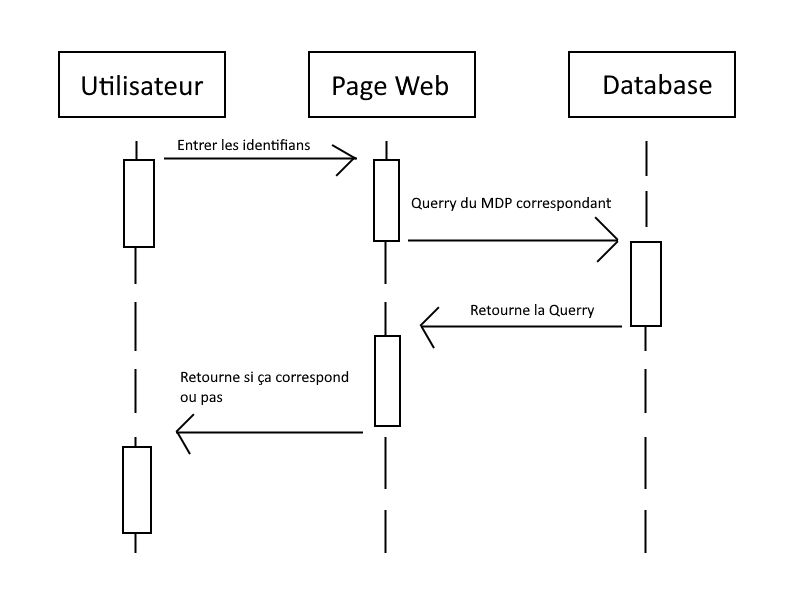 Utilisateur
Page Web
Database
Entrer les identifians
Querry du MDP correspondant
Retourne la Querry
Retourne si ça correspond
ou pas